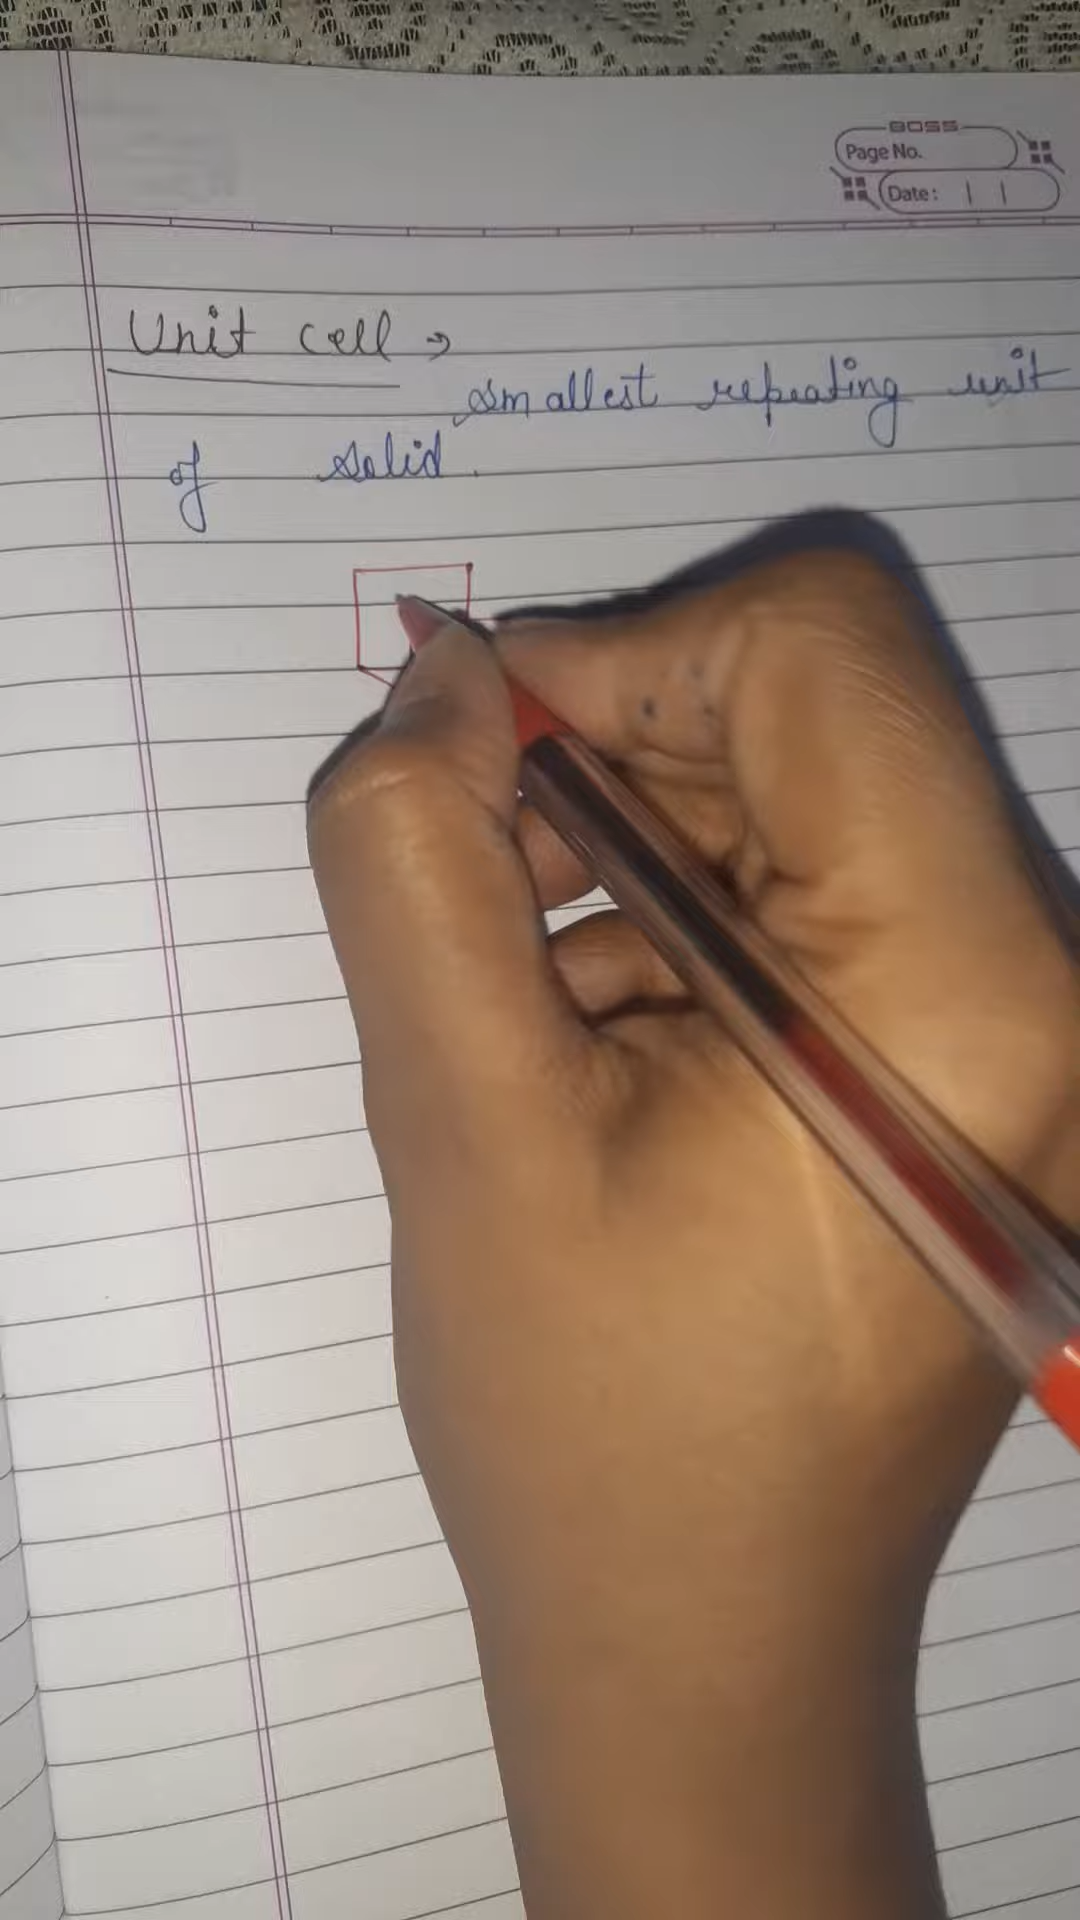 BOSS
Page No.
Date:
Unit cell →
smallest repeating unit
of solid.